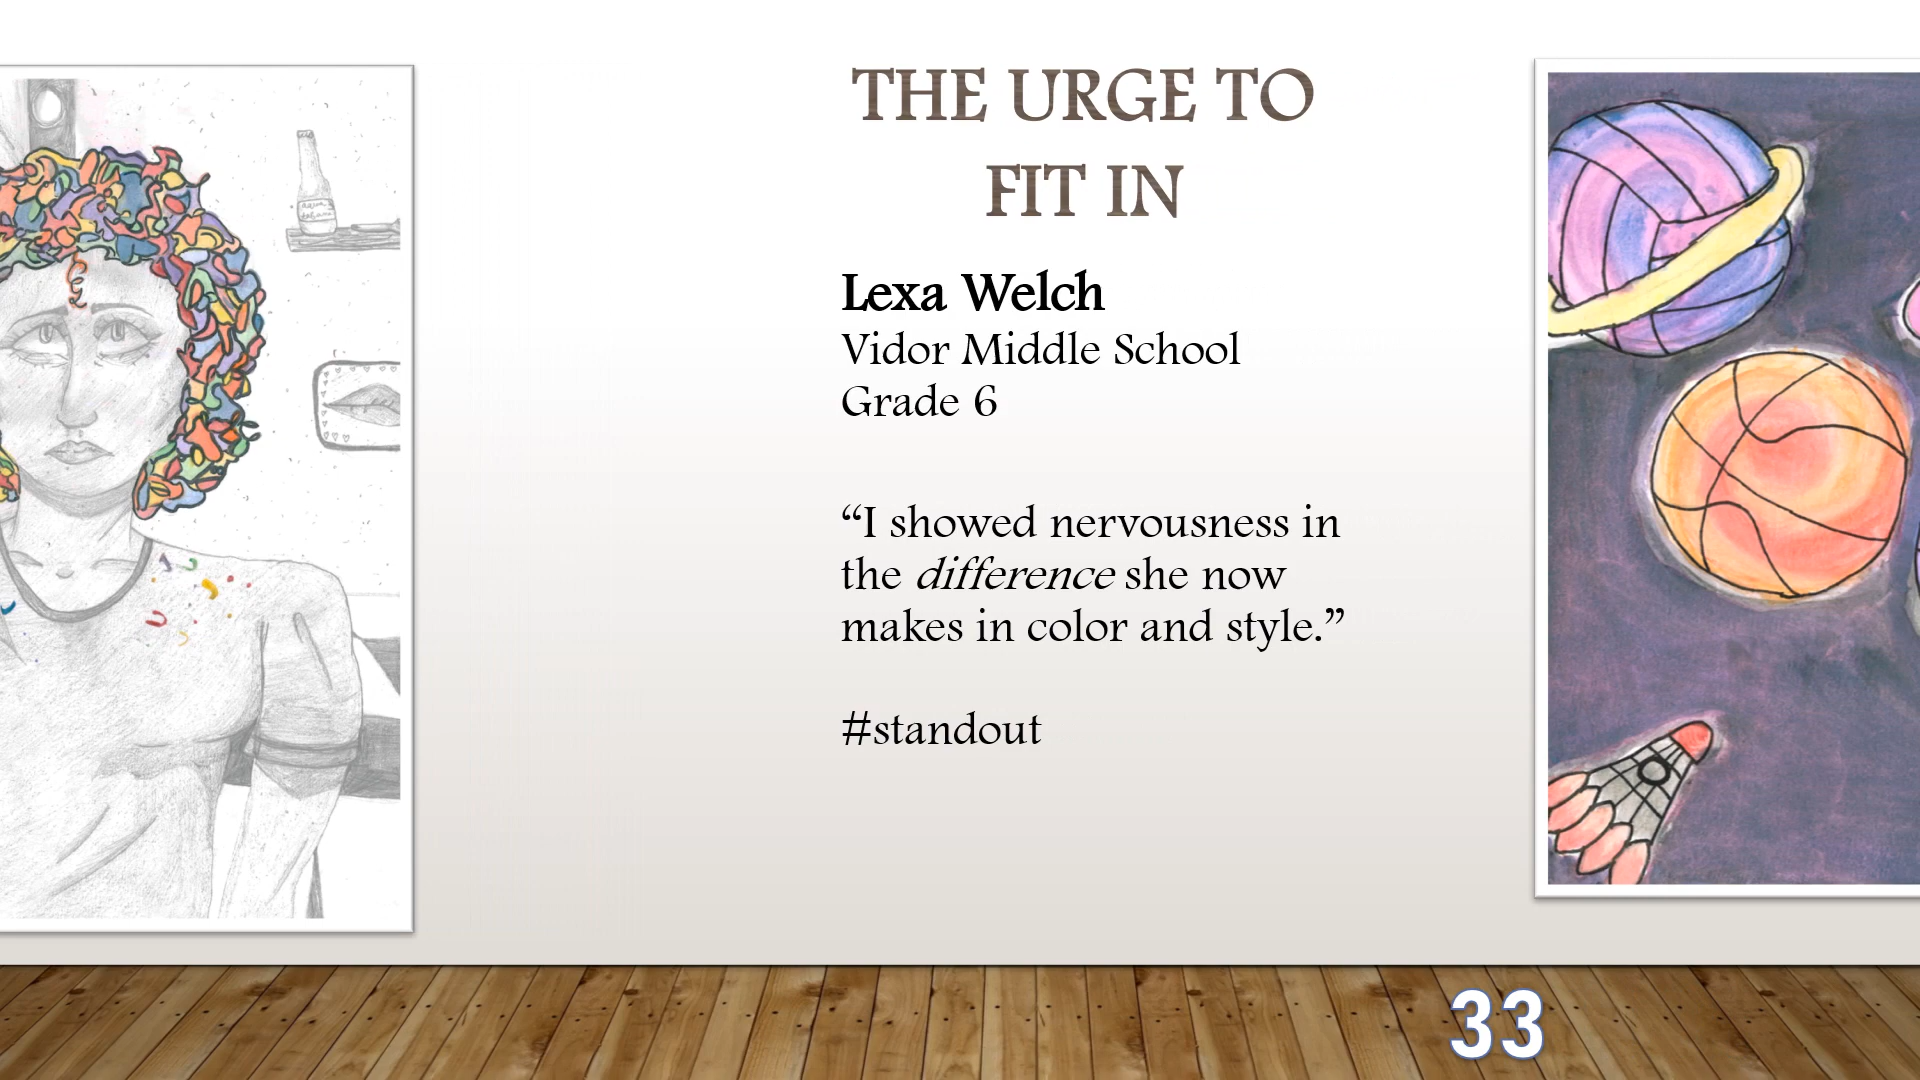 THE URGE TO
FIT IN
Lexa Welch
Vidor Middle School
Grade 6
“I showed nervousness in
the difference she now
makes in color and style.”
#standout
33